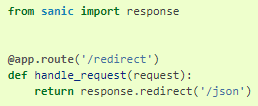 from sanic import response
@app.route('/redirect')
def handle_request(request):
    return response.redirect('/json')